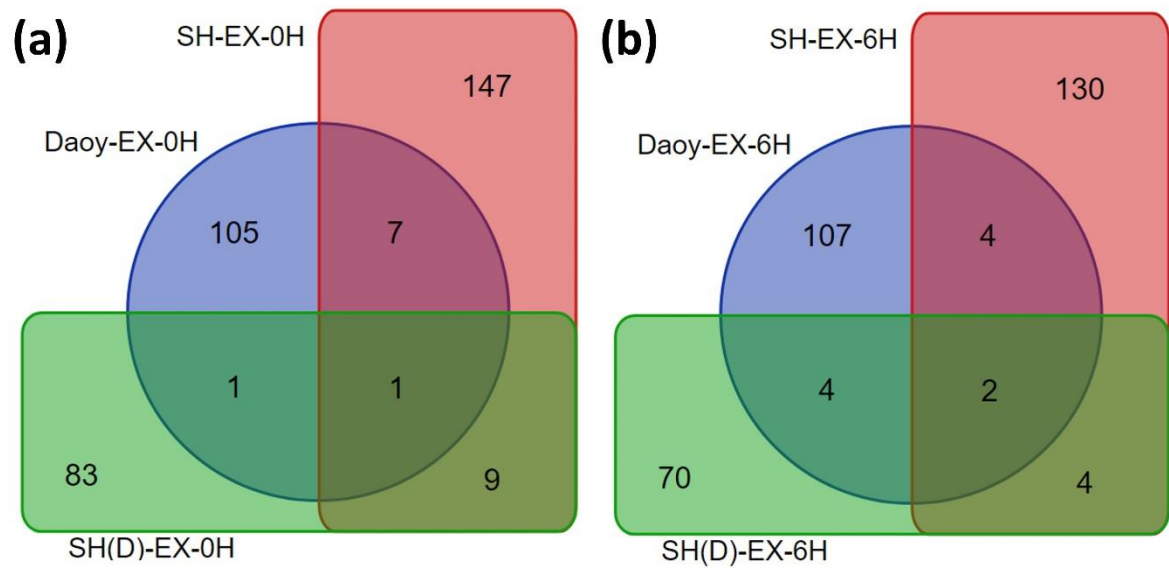 (a)
SH-EX-0H
147
Daoy-EX-0H
105
7
1
1
83
9
SH(D)-EX-0H
(b)
SH-EX-6H
130
Daoy-EX-6H
107
4
4
2
70
4
SH(D)-EX-6H